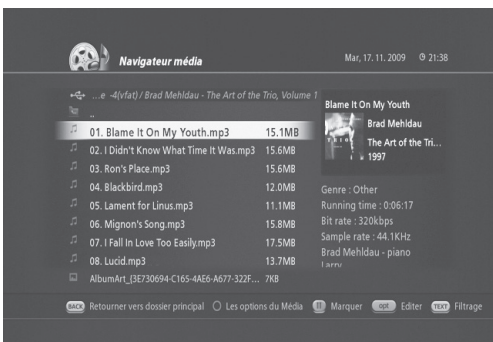 Navigateur média
Mar, 17. 11. 2009 21:38
...e -4(vfat) / Brad Mehldau - The Art of the Trio, Volume 1
..
01. Blame It On My Youth.mp3 15.1MB
02. I Didn't Know What Time It Was.mp3 15.6MB
03. Ron's Place.mp3 15.6MB
04. Blackbird.mp3 12.0MB
05. Lament for Linus.mp3 11.1MB
06. Mignon's Song.mp3 15.8MB
07. I Fall In Love Too Easily.mp3 17.5MB
08. Lucid.mp3 13.7MB
AlbumArt_{3E730694-C165-4AE6-A677-322F... 7KB
Blame It On My Youth
Brad Mehldau
The Art of the Tri...
1997
Genre : Other
Running time : 0:06:17
Bit rate : 320kbps
Sample rate : 44.1KHz
Brad Mehldau - piano
Larry
BACK Retourner vers dossier principal Les options du Média Marquer opt Editer TEXT Filtrage